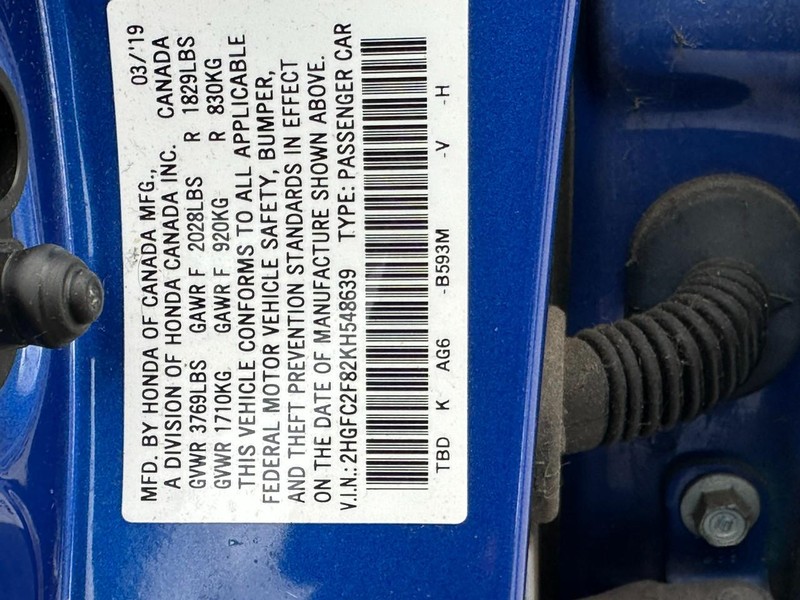 MFD. BY HONDA OF CANADA MFG., 03/'19
A DIVISION OF HONDA CANADA INC. CANADA
GVWR 3769LBS GAWR F 2028LBS R 1829LBS
GVWR 1710KG GAWR F 920KG R 830KG
THIS VEHICLE CONFORMS TO ALL APPLICABLE
FEDERAL MOTOR VEHICLE SAFETY, BUMPER,
AND THEFT PREVENTION STANDARDS IN EFFECT
ON THE DATE OF MANUFACTURE SHOWN ABOVE.
V.I.N.: 2HGFC2F82KH548639 TYPE: PASSENGER CAR
TBD K AG6 -B593M -V -H